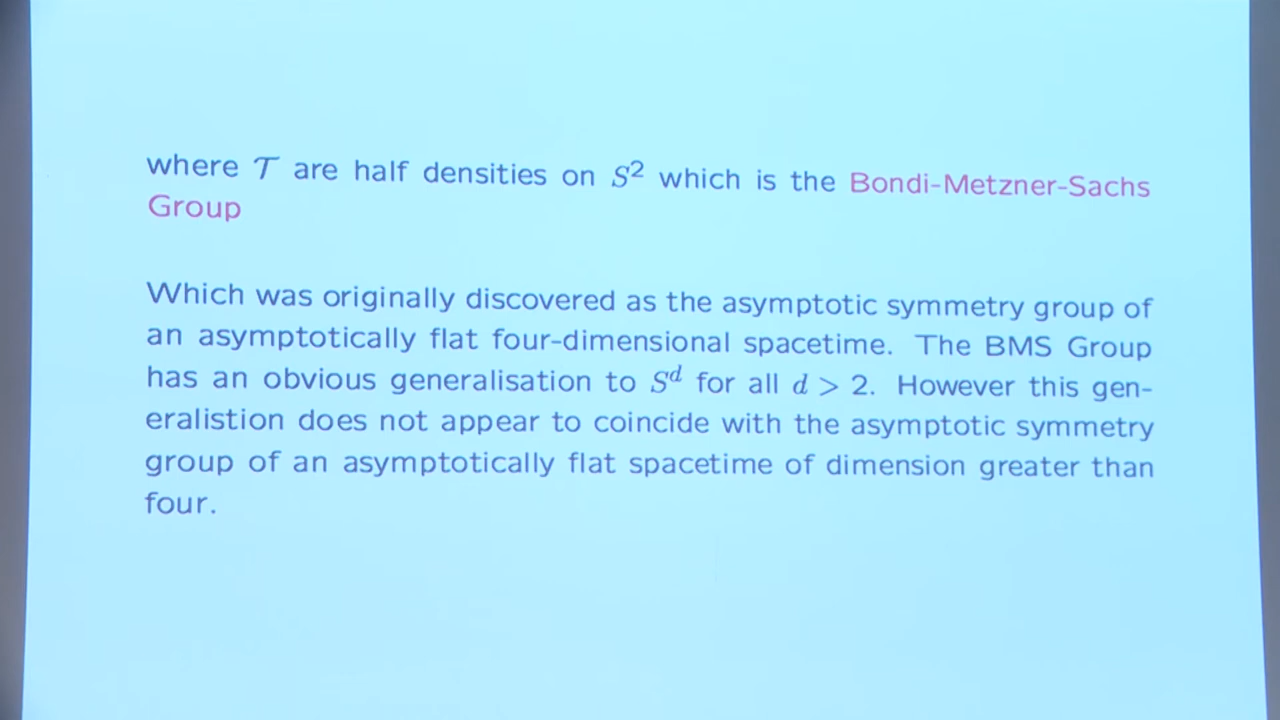 where 𝒯 are half densities on S² which is the Bondi-Metzner-Sachs
Group
Which was originally discovered as the asymptotic symmetry group of
an asymptotically flat four-dimensional spacetime. The BMS Group
has an obvious generalisation to Sᵈ for all d > 2. However this gen-
eralistion does not appear to coincide with the asymptotic symmetry
group of an asymptotically flat spacetime of dimension greater than
four.